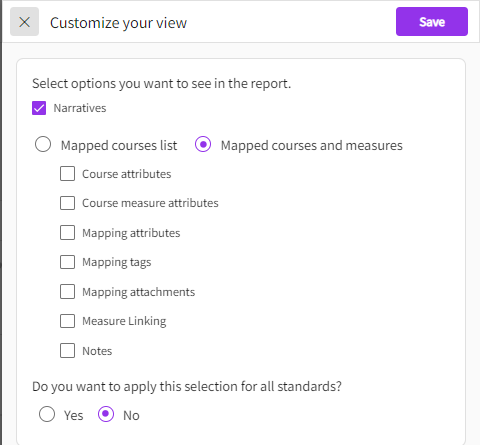 Customize your view
Save
Select options you want to see in the report.
Narratives
Mapped courses list Mapped courses and measures
Course attributes
Course measure attributes
Mapping attributes
Mapping tags
Mapping attachments
Measure Linking
Notes
Do you want to apply this selection for all standards?
Yes No